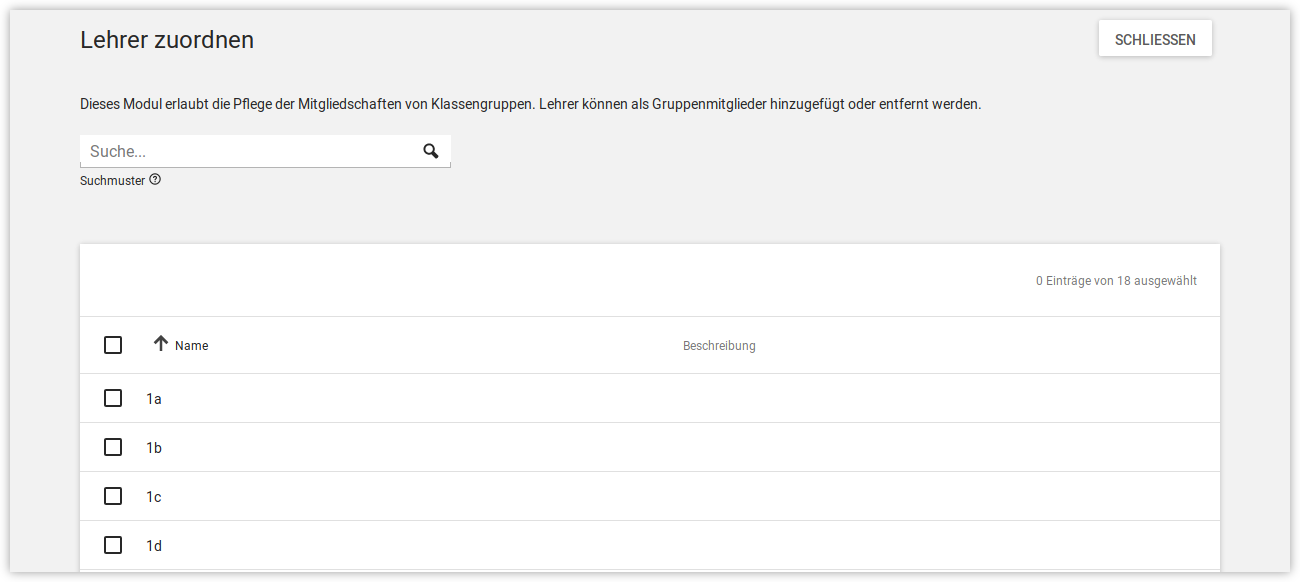 Lehrer zuordnen
SCHLIESSEN
Dieses Modul erlaubt die Pflege der Mitgliedschaften von Klassengruppen. Lehrer können als Gruppenmitglieder hinzugefügt oder entfernt werden.
Suche...
Suchmuster
0 Einträge von 18 ausgewählt
Name Beschreibung
1a
1b
1c
1d